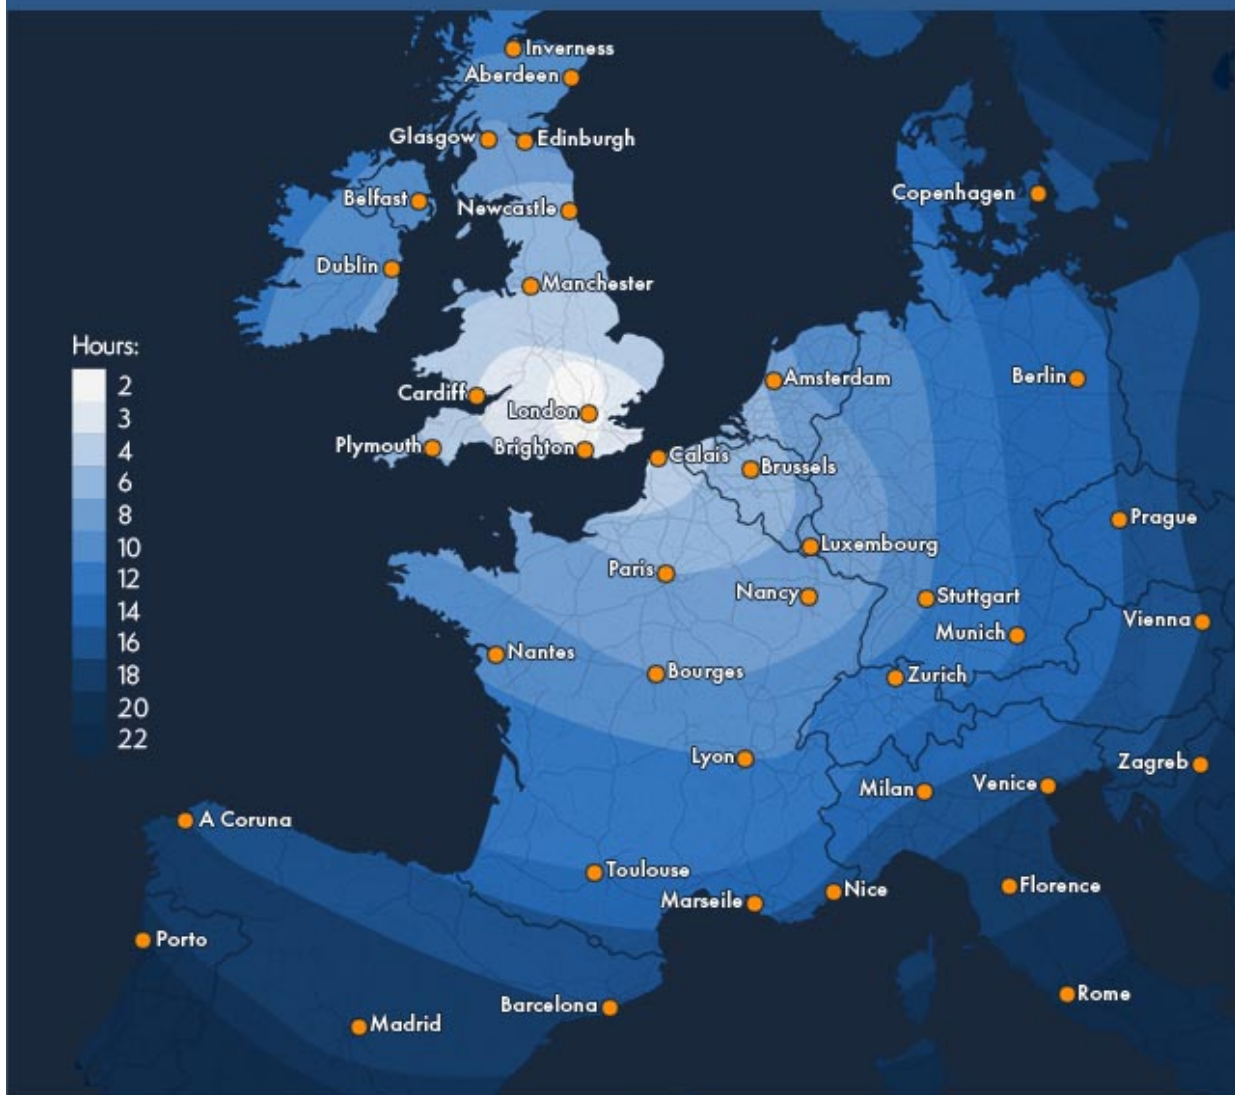 Inverness
Aberdeen
Glasgow
Edinburgh
Belfast
Newcastle
Copenhagen
Dublin
Manchester
Hours:
2
3
4
6
8
10
12
14
16
18
20
22
Cardiff
London
Plymouth
Brighton
Amsterdam
Berlin
Calais
Brussels
Prague
Luxembourg
Paris
Nancy
Stuttgart
Munich
Vienna
Nantes
Bourges
Zurich
Lyon
Milan
Venice
Zagreb
A Coruna
Toulouse
Marseile
Nice
Florence
Porto
Barcelona
Madrid
Rome